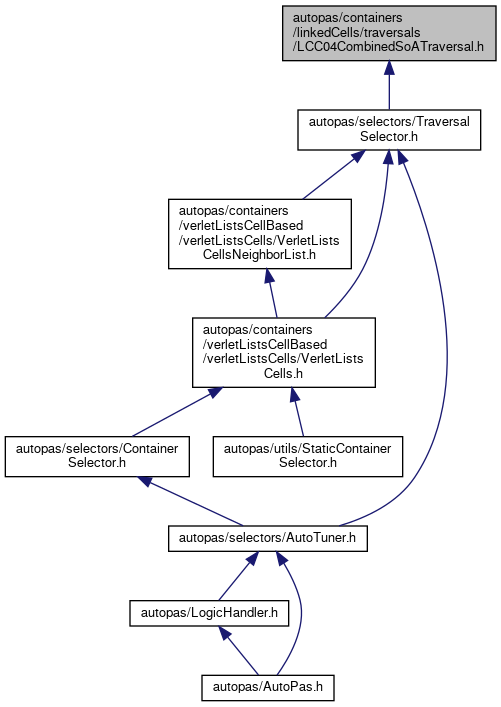 autopas/containers
/linkedCells/traversals
/LCC04CombinedSoATraversal.h
autopas/selectors/Traversal
Selector.h
autopas/containers
/verletListsCellBased
/verletListsCells/VerletLists
CellsNeighborList.h
autopas/containers
/verletListsCellBased
/verletListsCells/VerletLists
Cells.h
autopas/selectors/Container
Selector.h
autopas/utils/StaticContainer
Selector.h
autopas/selectors/AutoTuner.h
autopas/LogicHandler.h
autopas/AutoPas.h